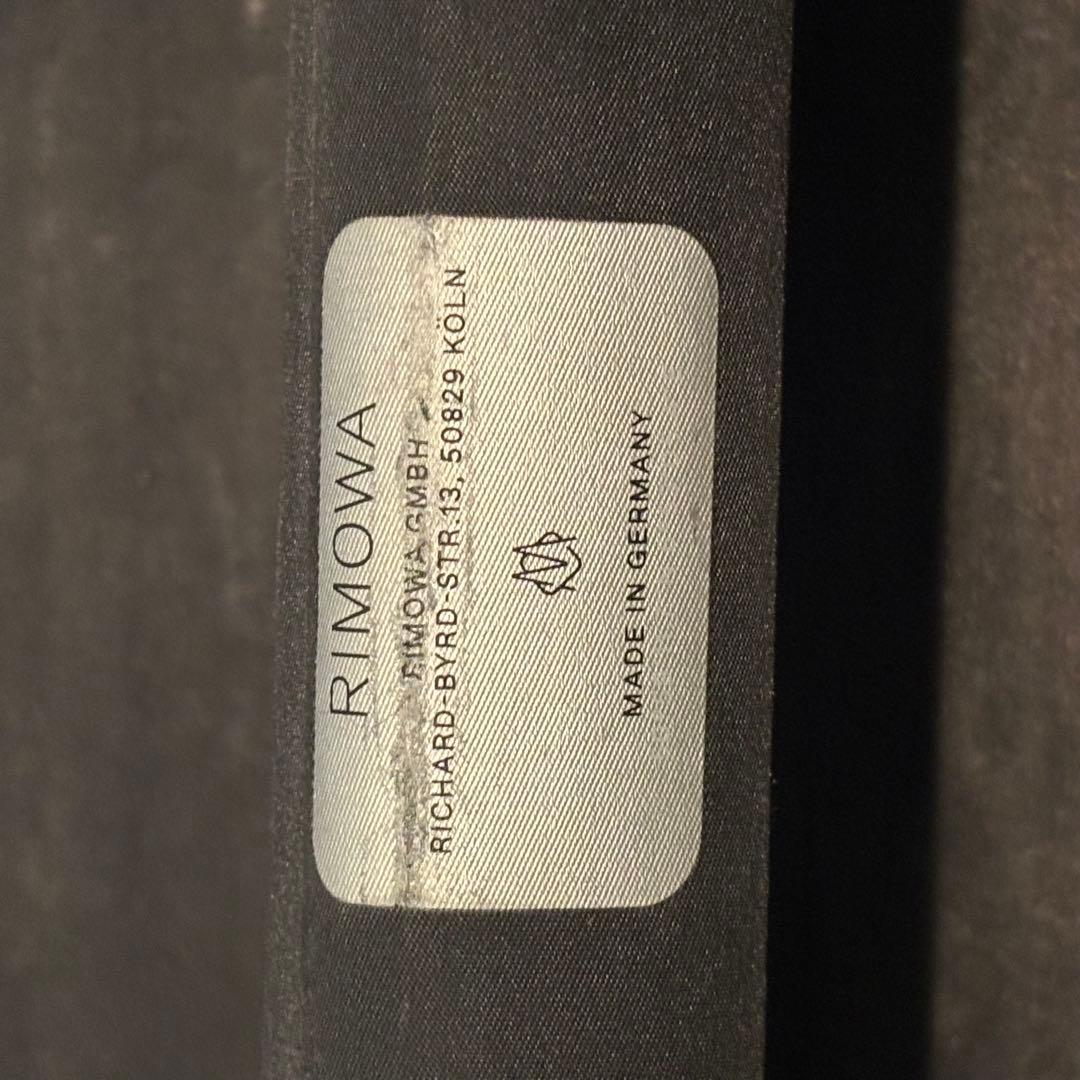 RIMOWA
RIMOWA GMBH
RICHARD-BYRD-STR.13, 50829 KÖLN
MADE IN GERMANY